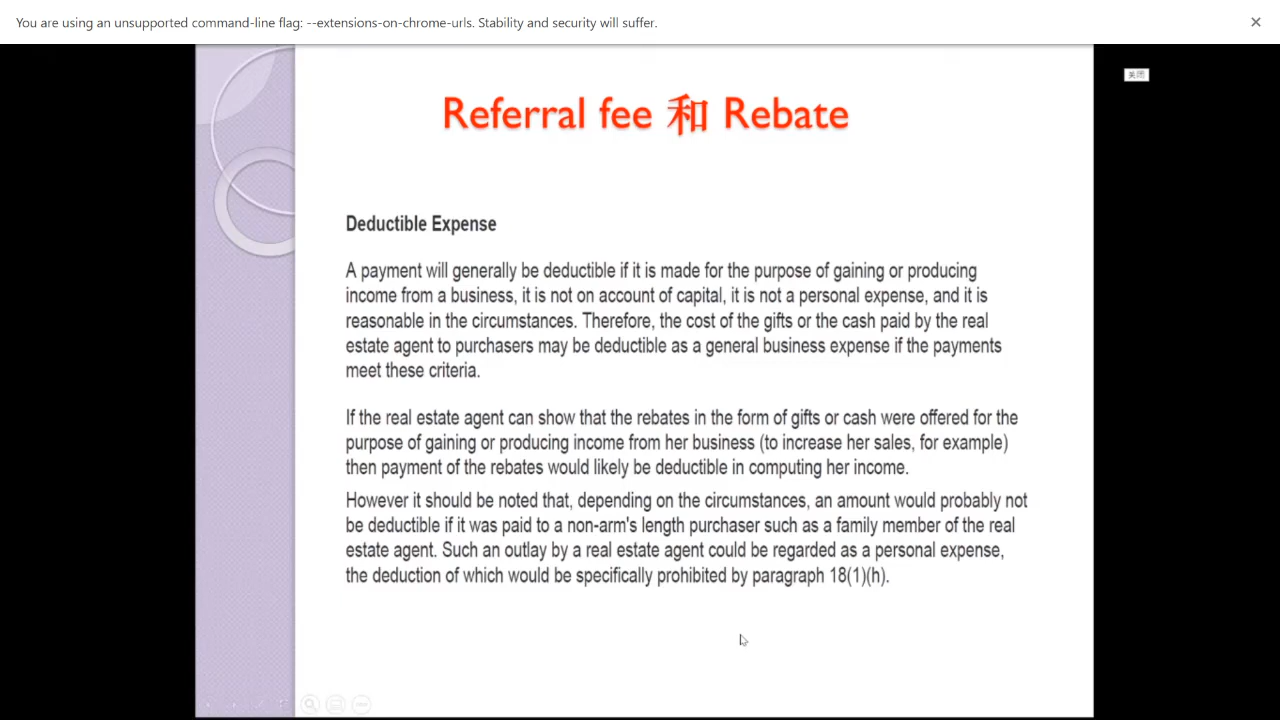 You are using an unsupported command-line flag: --extensions-on-chrome-urls. Stability and security will suffer.
关闭
Referral fee 和 Rebate
Deductible Expense
A payment will generally be deductible if it is made for the purpose of gaining or producing
income from a business, it is not on account of capital, it is not a personal expense, and it is
reasonable in the circumstances. Therefore, the cost of the gifts or the cash paid by the real
estate agent to purchasers may be deductible as a general business expense if the payments
meet these criteria.
If the real estate agent can show that the rebates in the form of gifts or cash were offered for the
purpose of gaining or producing income from her business (to increase her sales, for example)
then payment of the rebates would likely be deductible in computing her income.
However it should be noted that, depending on the circumstances, an amount would probably not
be deductible if it was paid to a non-arm's length purchaser such as a family member of the real
estate agent. Such an outlay by a real estate agent could be regarded as a personal expense,
the deduction of which would be specifically prohibited by paragraph 18(1)(h).